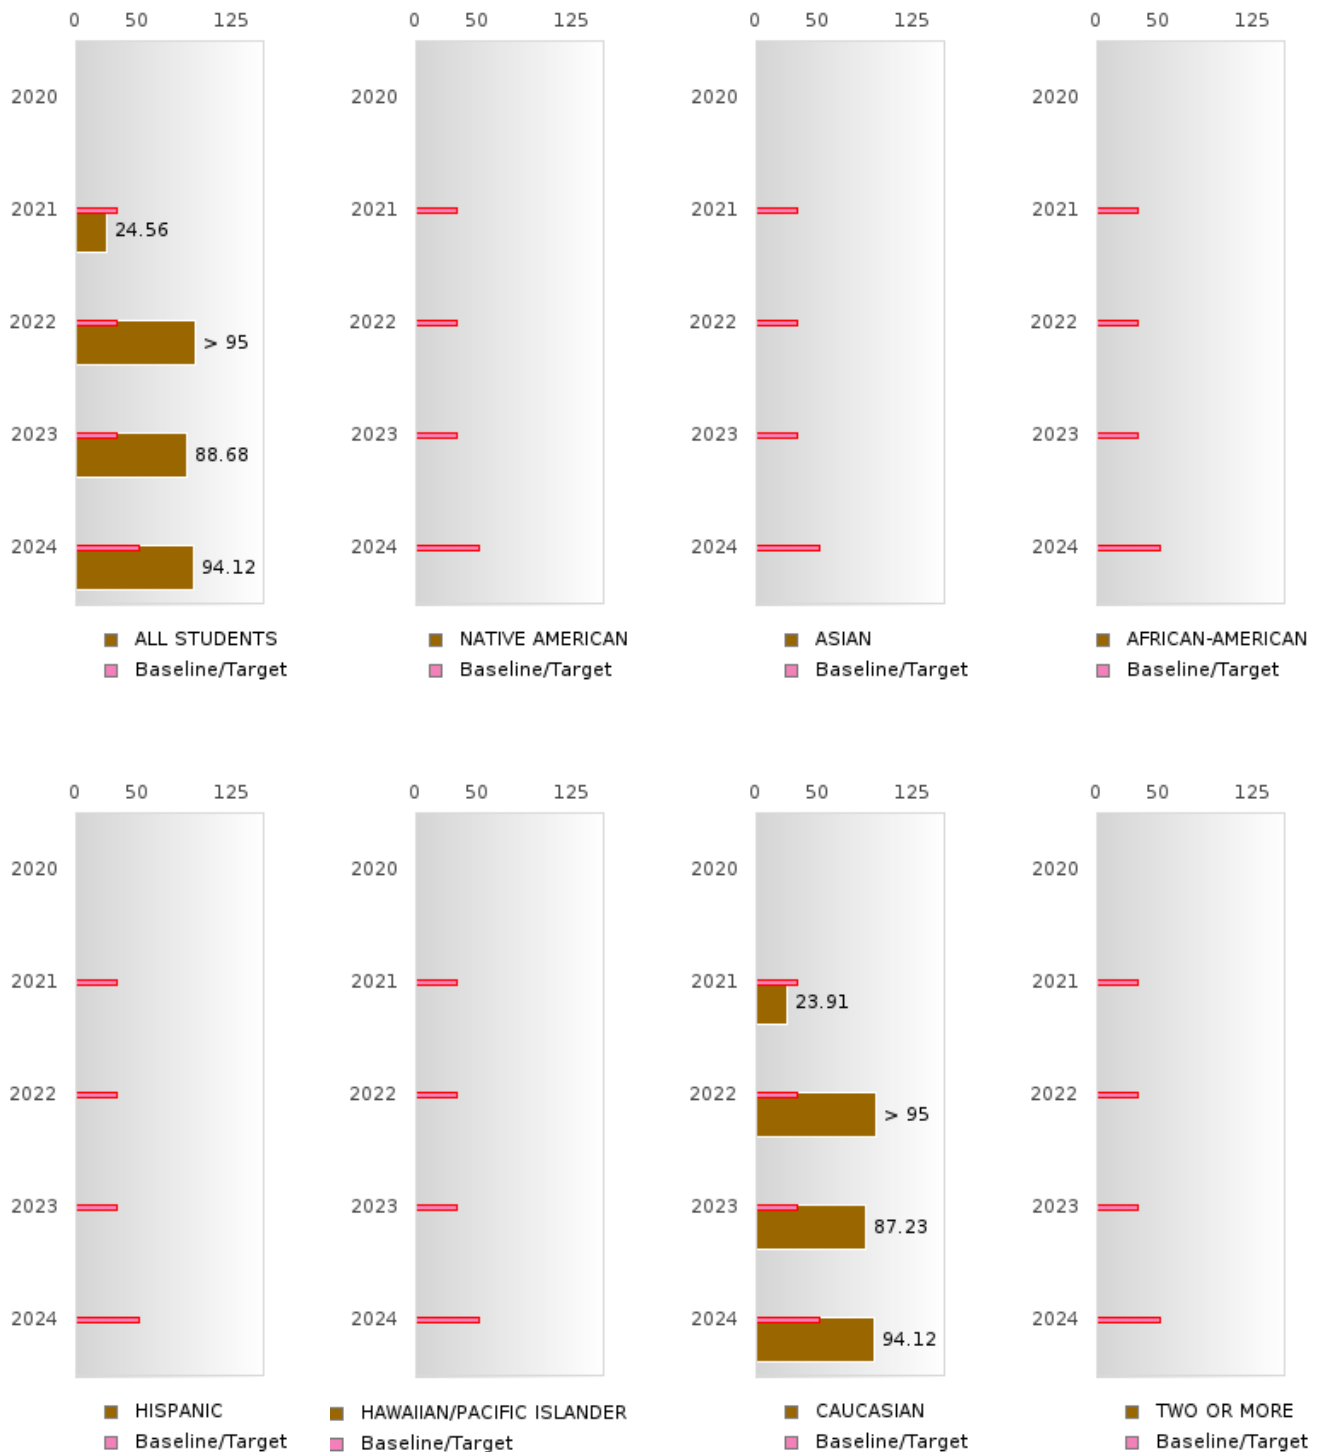 0 50 125 0 50 125 0 50 125 0 50 125
2020 2020 2020 2020
2021 2021 2021 2021
24.56
2022 2022 2022 2022
> 95
2023 2023 2023 2023
88.68
2024 2024 2024 2024
94.12
ALL STUDENTS NATIVE AMERICAN ASIAN AFRICAN-AMERICAN
Baseline/Target Baseline/Target Baseline/Target Baseline/Target
0 50 125 0 50 125 0 50 125 0 50 125
2020 2020 2020 2020
2021 2021 2021 2021
23.91
2022 2022 2022 2022
> 95
2023 2023 2023 2023
87.23
2024 2024 2024 2024
94.12
HISPANIC HAWAIIAN/PACIFIC ISLANDER CAUCASIAN TWO OR MORE
Baseline/Target Baseline/Target Baseline/Target Baseline/Target